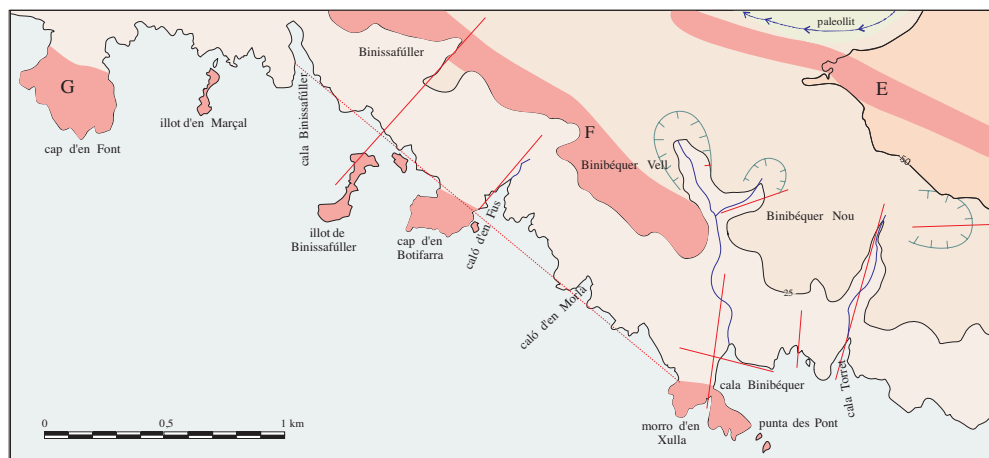 paleollit
Binissafúller
G
E
illot d'en Marçal
cala Binissafúller
F
cap d'en Font
Binibéquer Vell
50
Binibéquer Nou
illot de
Binissafúller
cap d'en
Botifarra
caló d'en Fus
caló d'en Morla
25
cala Binibéquer
cala Torret
morro d'en
Xulla
punta des Pont
0 0,5 1 km